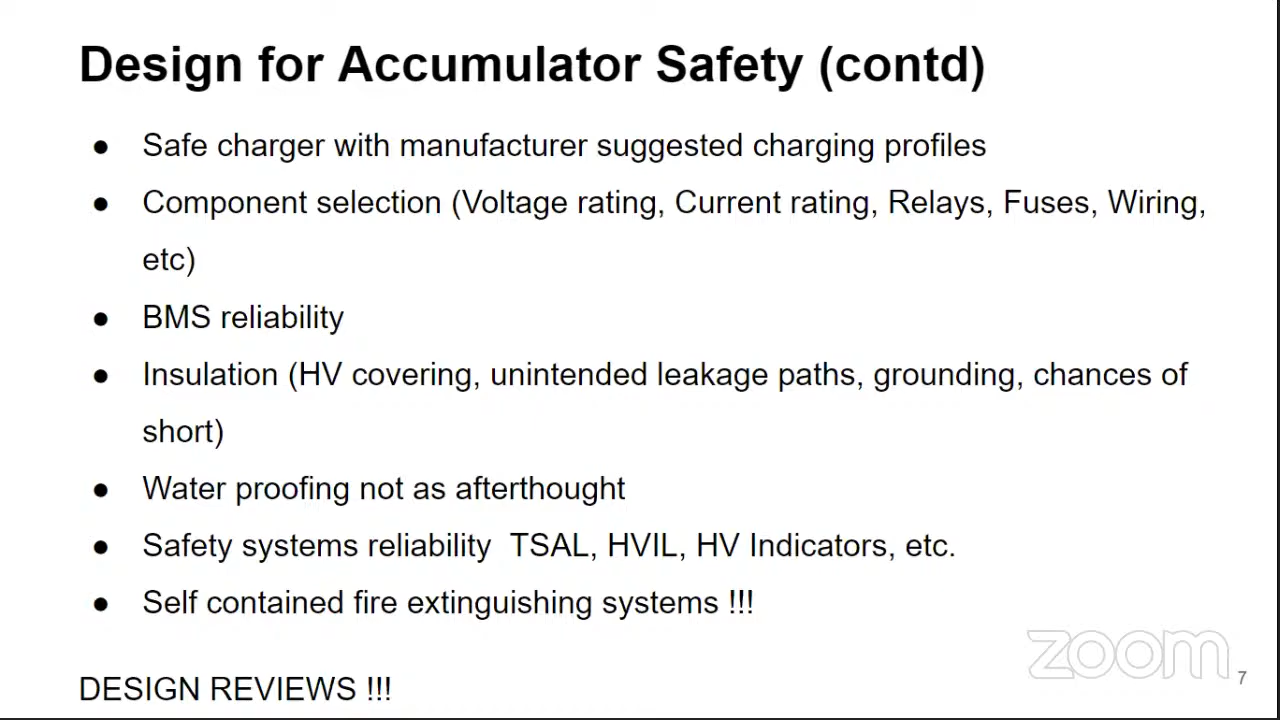 Design for Accumulator Safety (contd)
● Safe charger with manufacturer suggested charging profiles
● Component selection (Voltage rating, Current rating, Relays, Fuses, Wiring,
etc)
● BMS reliability
● Insulation (HV covering, unintended leakage paths, grounding, chances of
short)
● Water proofing not as afterthought
● Safety systems reliability  TSAL, HVIL, HV Indicators, etc.
● Self contained fire extinguishing systems !!!
zoom
7
DESIGN REVIEWS !!!